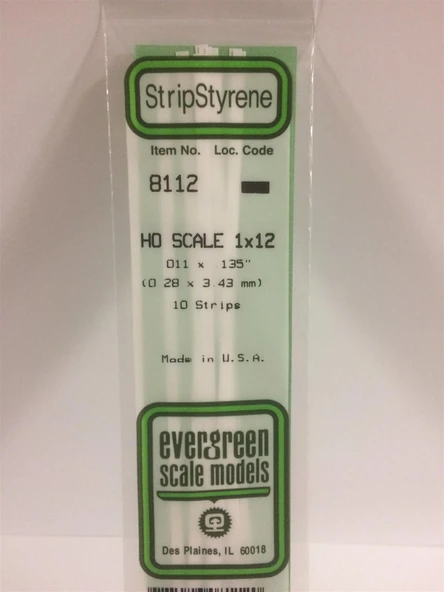 StripStyrene
Item No. Loc. Code
8112
HO SCALE 1x12
.011 x .135"
(0.28 x 3.43 mm)
10 Strips
Made in U.S.A.
evergreen
scale models
Des Plaines, IL 60018